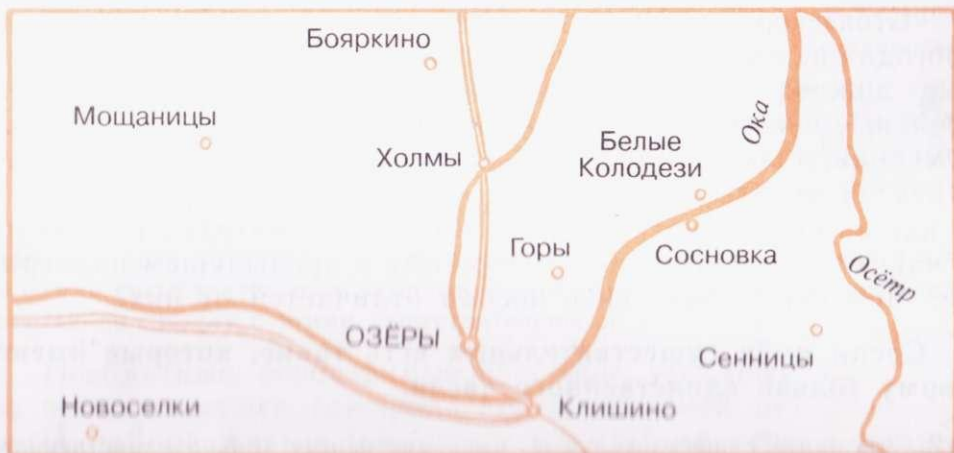 Бояркино
Мощаницы
Холмы
Белые
Колодези
Ока
Горы
Сосновка
Осётр
ОЗЁРЫ
Сенницы
Новоселки
Клишино